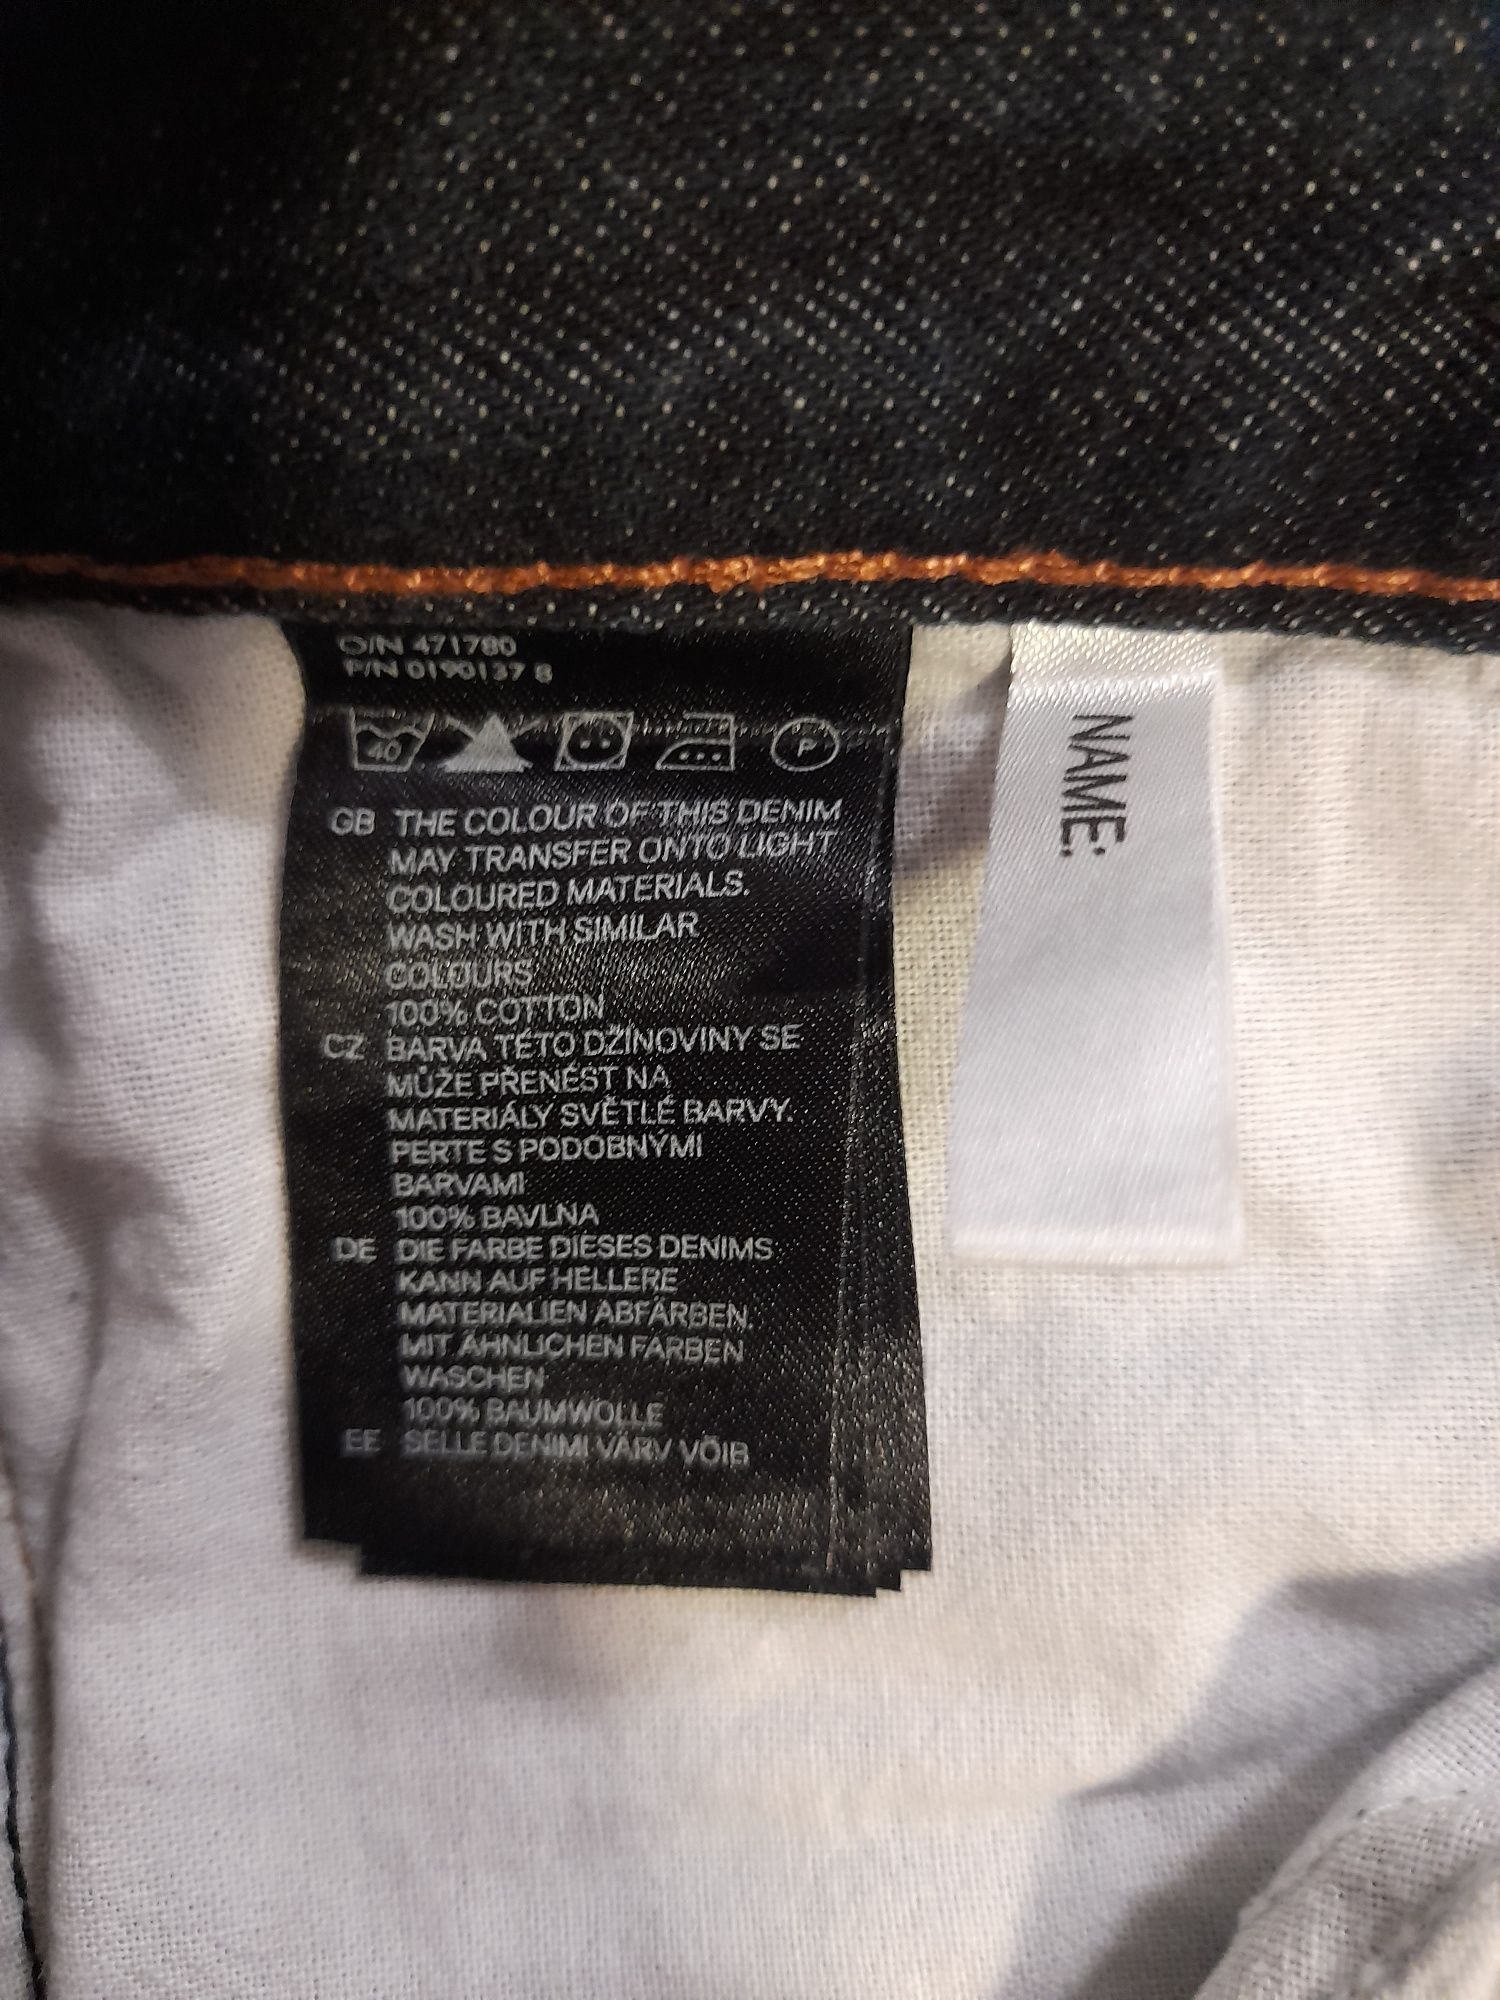 O/N 471780
P/N 0190137 8
40
P
GB THE COLOUR OF THIS DENIM
MAY TRANSFER ONTO LIGHT
COLOURED MATERIALS.
WASH WITH SIMILAR
COLOURS
100% COTTON
CZ BARVA TÉTO DŽÍNOVINY SE
MŮŽE PŘENÉST NA
MATERIÁLY SVĚTLÉ BARVY.
PERTE S PODOBNÝMI
BARVAMI
100% BAVLNA
DE DIE FARBE DIESES DENIMS
KANN AUF HELLERE
MATERIALIEN ABFÄRBEN.
MIT ÄHNLICHEN FARBEN
WASCHEN
100% BAUMWOLLE
EE SELLE DENIMI VÄRV VÕIB
NAME: